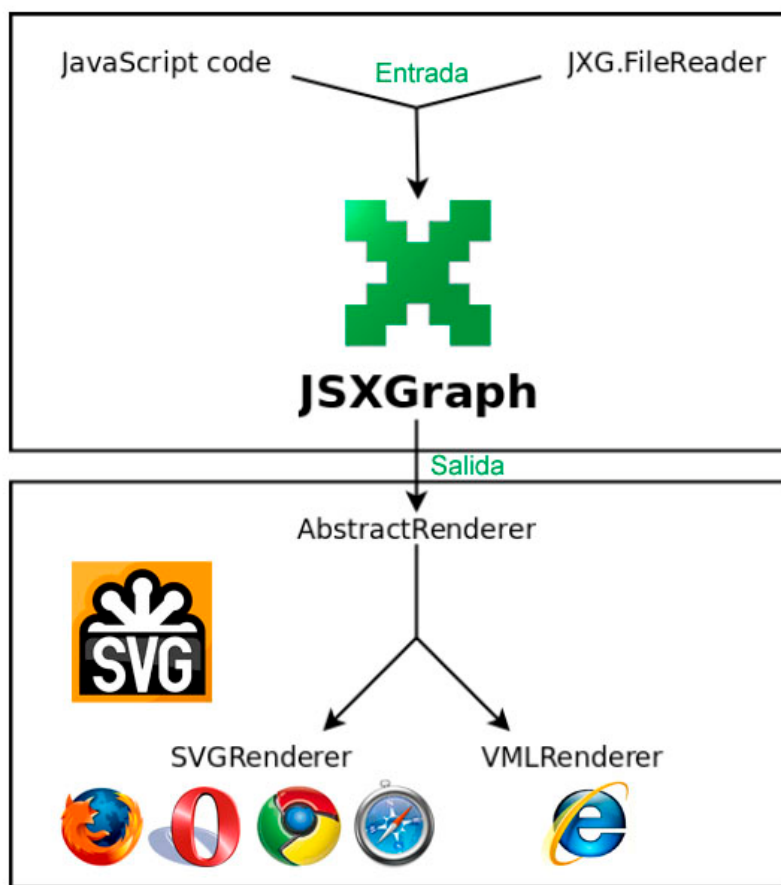 JavaScript code
Entrada
JXG.FileReader
JSXGraph
Salida
AbstractRenderer
SVG
SVGRenderer
VMLRenderer